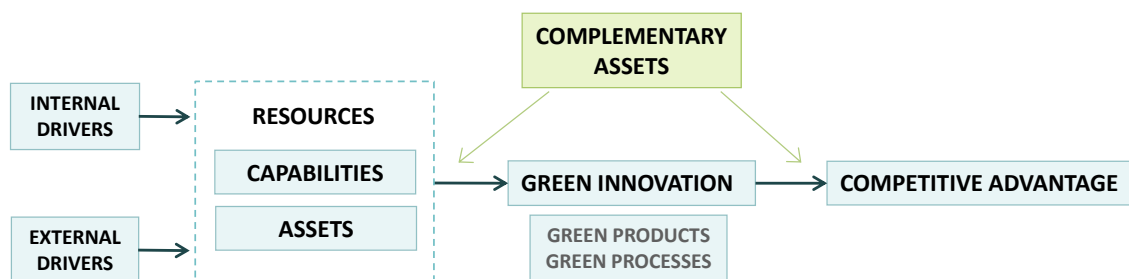 COMPLEMENTARY
ASSETS
INTERNAL
DRIVERS
RESOURCES
CAPABILITIES
ASSETS
GREEN INNOVATION
COMPETITIVE ADVANTAGE
EXTERNAL
DRIVERS
GREEN PRODUCTS
GREEN PROCESSES